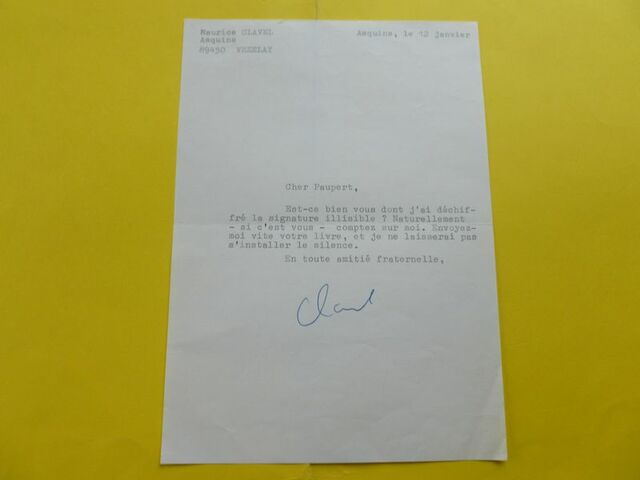 Maurice CLAVEL
Asquins, le 12 janvier
Asquins
89450 VEZELAY
Cher Paupert,
Est-ce bien vous dont j'ai déchif-
fré la signature illisible ? Naturellement
- si c'est vous - comptez sur moi. Envoyez-
moi vite votre livre, et je ne laisserai pas
s'installer le silence.
En toute amitié fraternelle,
Clavel